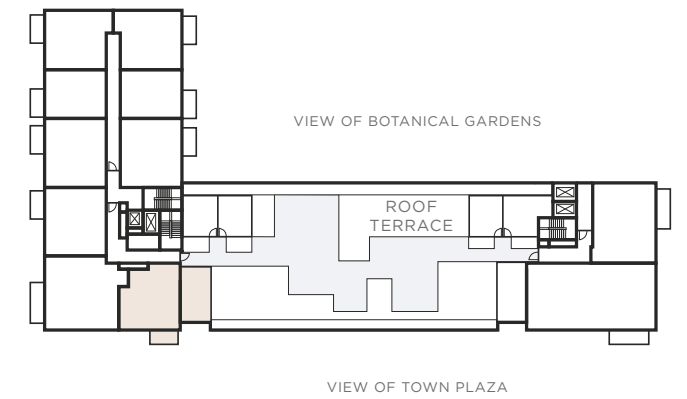 VIEW OF BOTANICAL GARDENS
ROOF
TERRACE
VIEW OF TOWN PLAZA